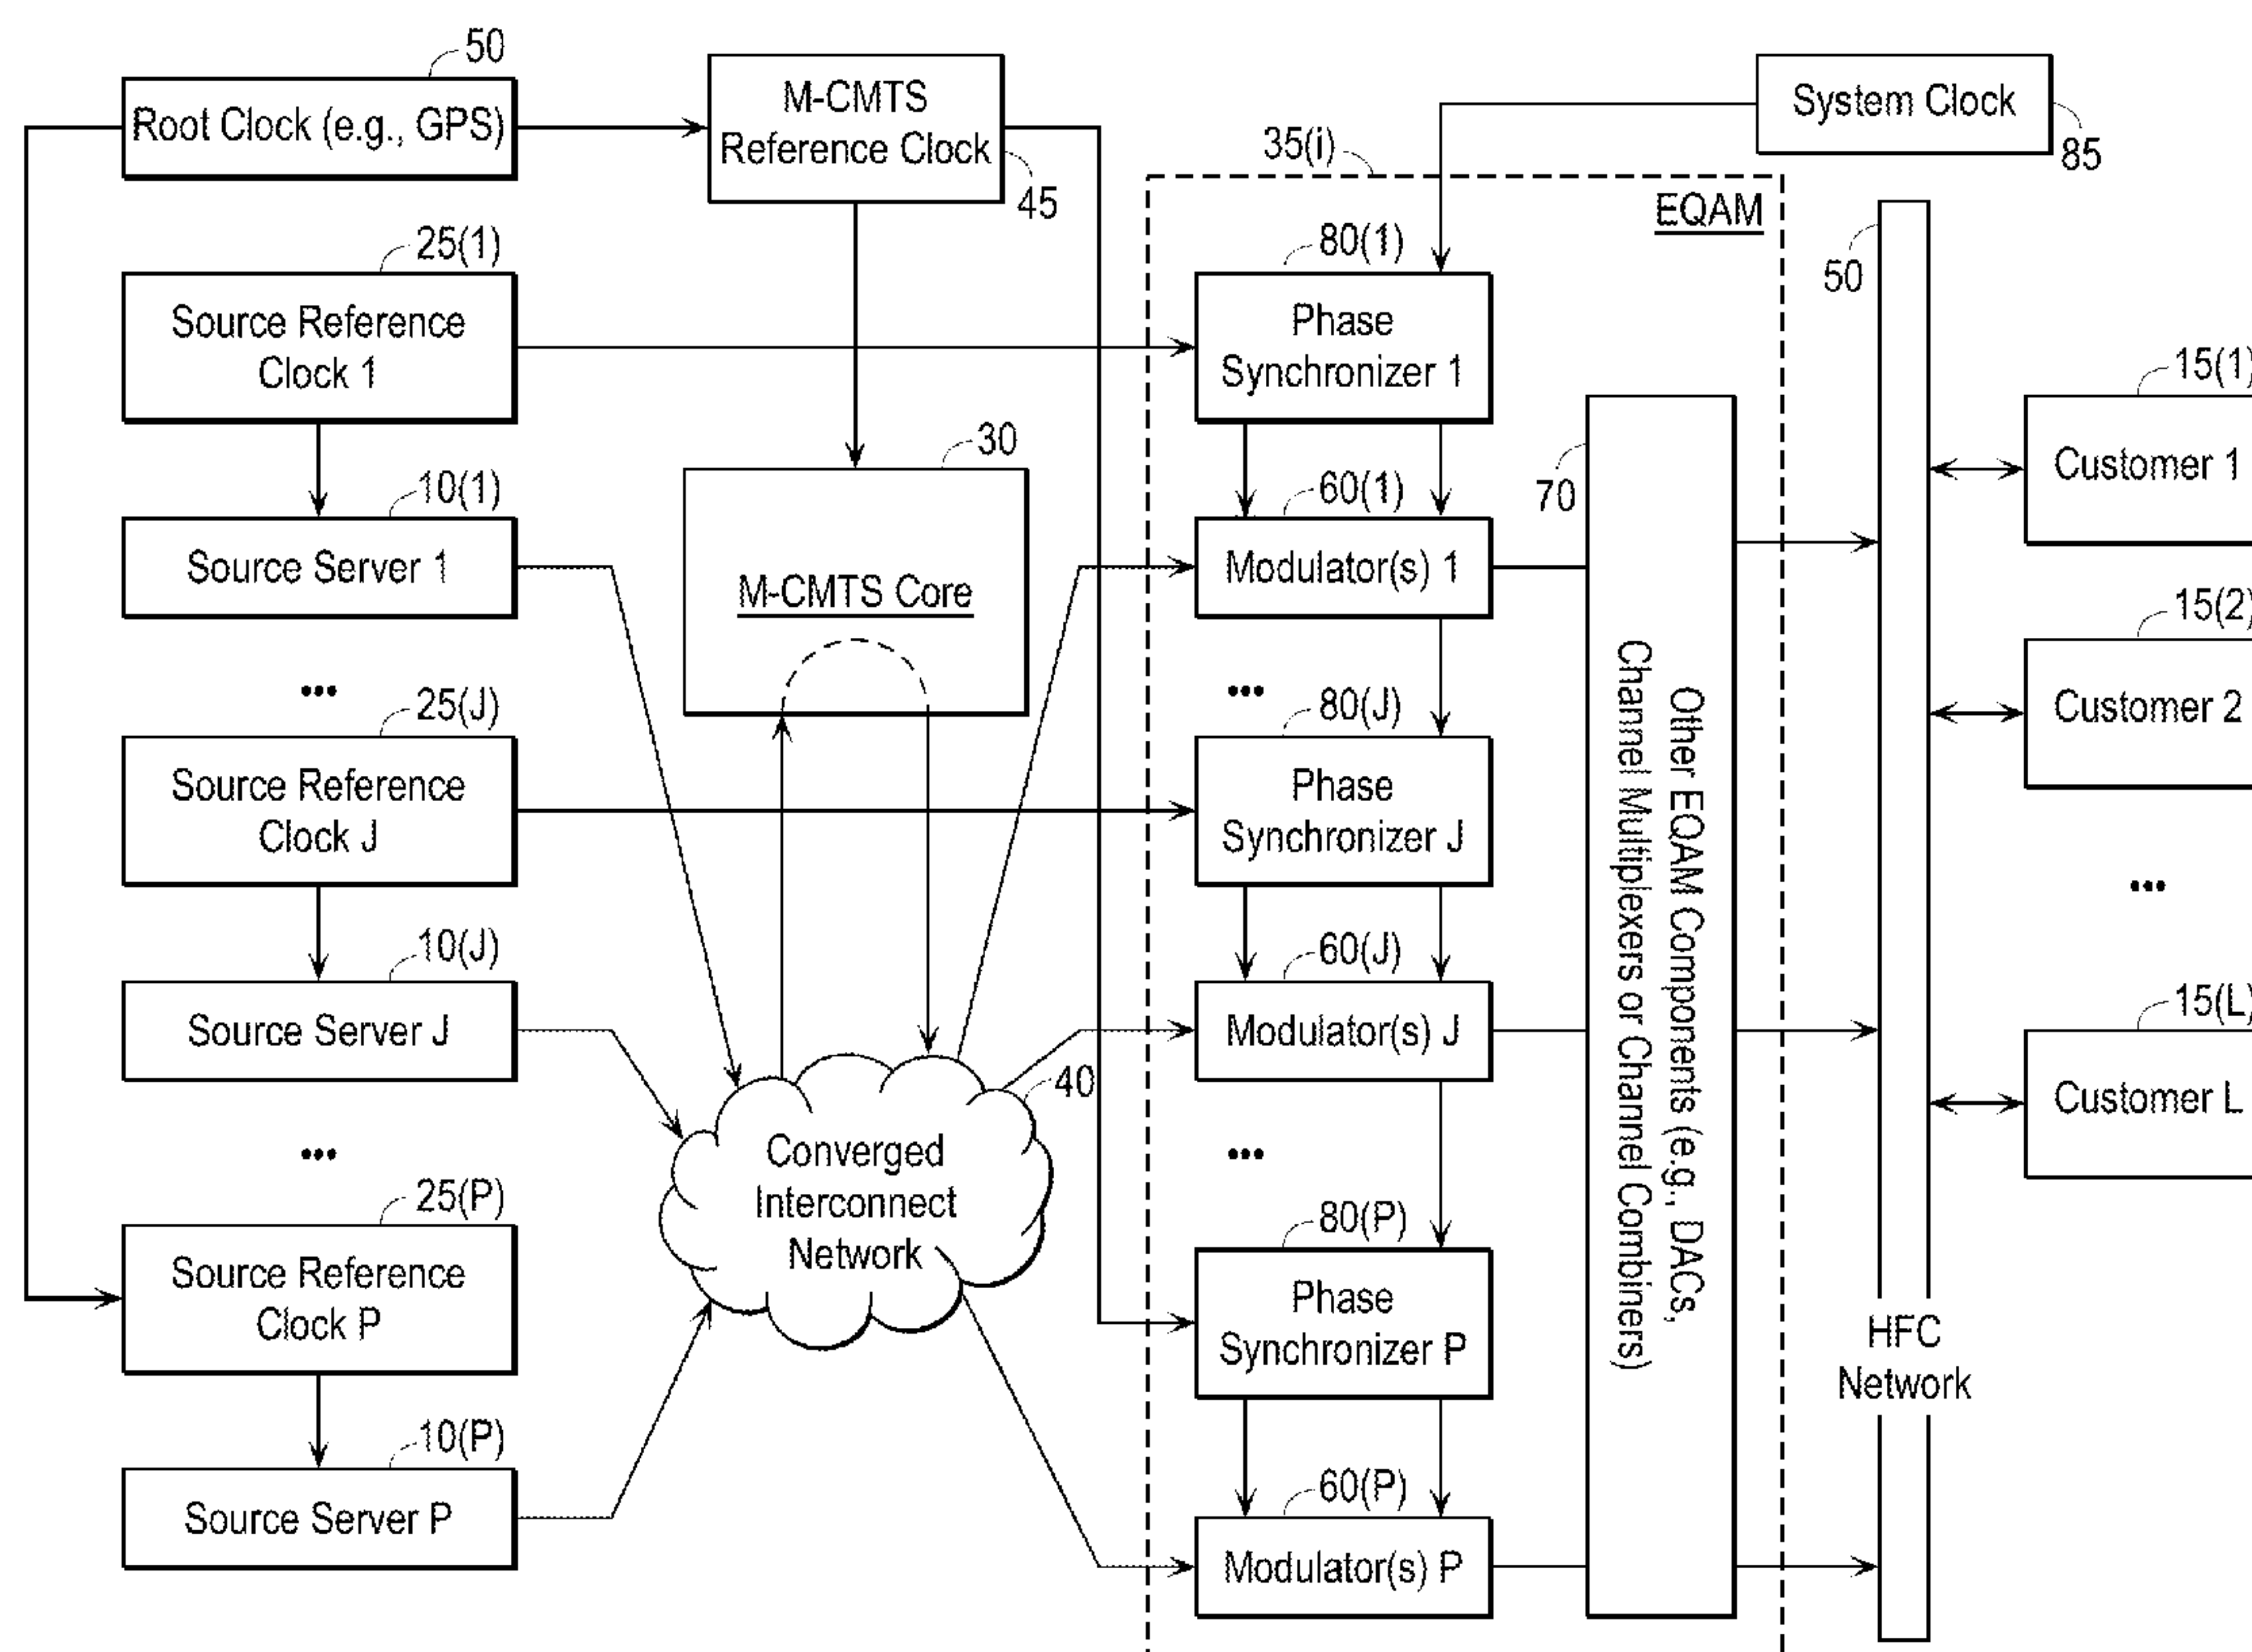 50
Root Clock (e.g., GPS)
M-CMTS
Reference Clock
45
System Clock
85
35(i)
EQAM
25(1)
Source Reference
Clock 1
10(1)
Source Server 1
...
25(J)
Source Reference
Clock J
10(J)
Source Server J
...
25(P)
Source Reference
Clock P
10(P)
Source Server P
30
M-CMTS Core
40
Converged
Interconnect
Network
80(1)
Phase
Synchronizer 1
60(1)
Modulator(s) 1
...
80(J)
Phase
Synchronizer J
60(J)
Modulator(s) J
...
80(P)
Phase
Synchronizer P
60(P)
Modulator(s) P
70
Other EQAM Components (e.g., DACs,
Channel Multiplexers or Channel Combiners)
50
HFC
Network
15(1)
Customer 1
15(2)
Customer 2
...
15(L)
Customer L